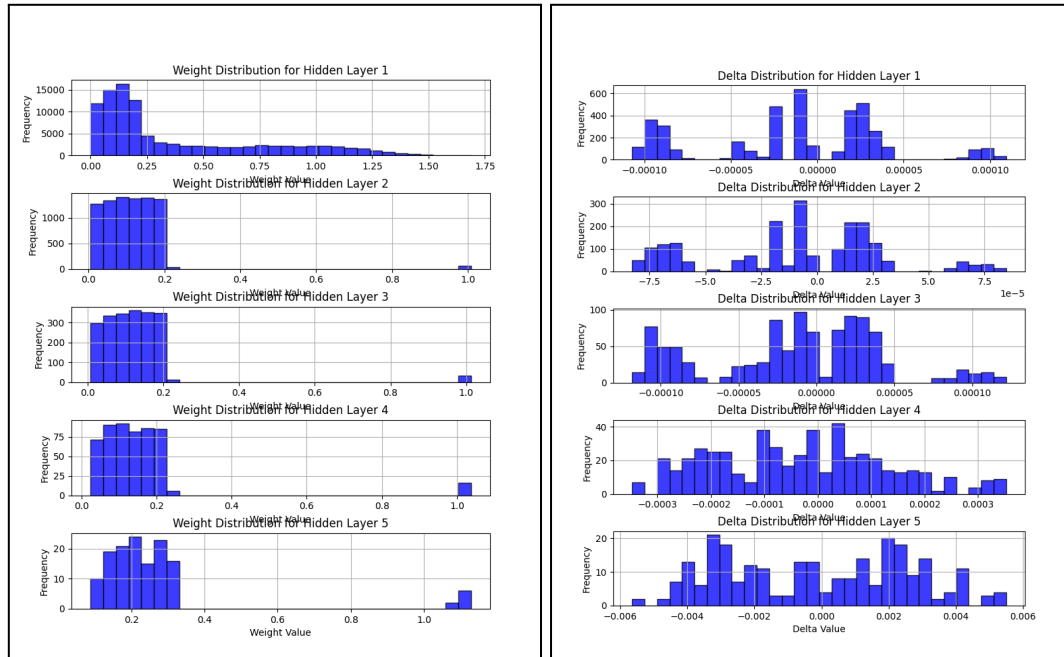 Weight Distribution for Hidden Layer 1
Frequency
15000
10000
5000
0
0.00 0.25 0.50 0.75 1.00 1.25 1.50 1.75
Weight Value
Weight Distribution for Hidden Layer 2
Frequency
1000
500
0
0.0 0.2 0.4 0.6 0.8 1.0
Weight Value
Weight Distribution for Hidden Layer 3
Frequency
300
200
100
0
0.0 0.2 0.4 0.6 0.8 1.0
Weight Value
Weight Distribution for Hidden Layer 4
Frequency
75
50
25
0
0.0 0.2 0.4 0.6 0.8 1.0
Weight Value
Weight Distribution for Hidden Layer 5
Frequency
20
10
0
0.2 0.4 0.6 0.8 1.0
Weight Value
Delta Distribution for Hidden Layer 1
Frequency
600
400
200
0
−0.00010 −0.00005 0.00000 0.00005 0.00010
Delta Value
Delta Distribution for Hidden Layer 2
Frequency
300
200
100
0
−7.5 −5.0 −2.5 0.0 2.5 5.0 7.5
1e−5
Delta Value
Delta Distribution for Hidden Layer 3
Frequency
100
50
0
−0.00010 −0.00005 0.00000 0.00005 0.00010
Delta Value
Delta Distribution for Hidden Layer 4
Frequency
40
20
0
−0.0003 −0.0002 −0.0001 0.0000 0.0001 0.0002 0.0003
Delta Value
Delta Distribution for Hidden Layer 5
Frequency
20
10
0
−0.006 −0.004 −0.002 0.000 0.002 0.004 0.006
Delta Value